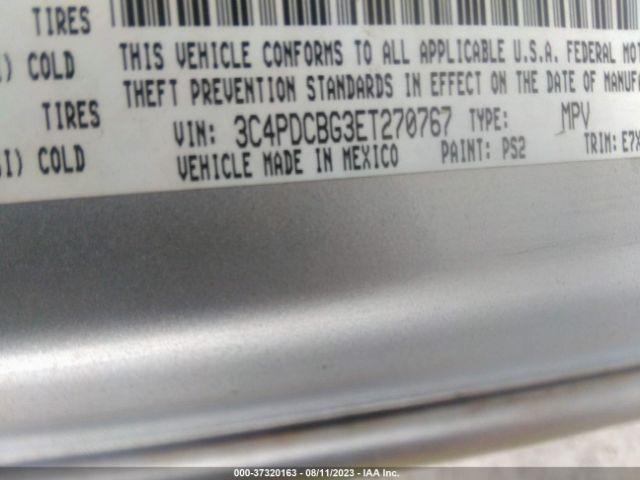 TIRES
THIS VEHICLE CONFORMS TO ALL APPLICABLE U.S.A. FEDERAL MOT
) COLD
THEFT PREVENTION STANDARDS IN EFFECT ON THE DATE OF MANUFA
TIRES
VIN: 3C4PDCBG3ET270767 TYPE: MPV
SI) COLD
VEHICLE MADE IN MEXICO PAINT: PS2 TRIM: E7X
000-37320163 - 08/11/2023 - IAA Inc.